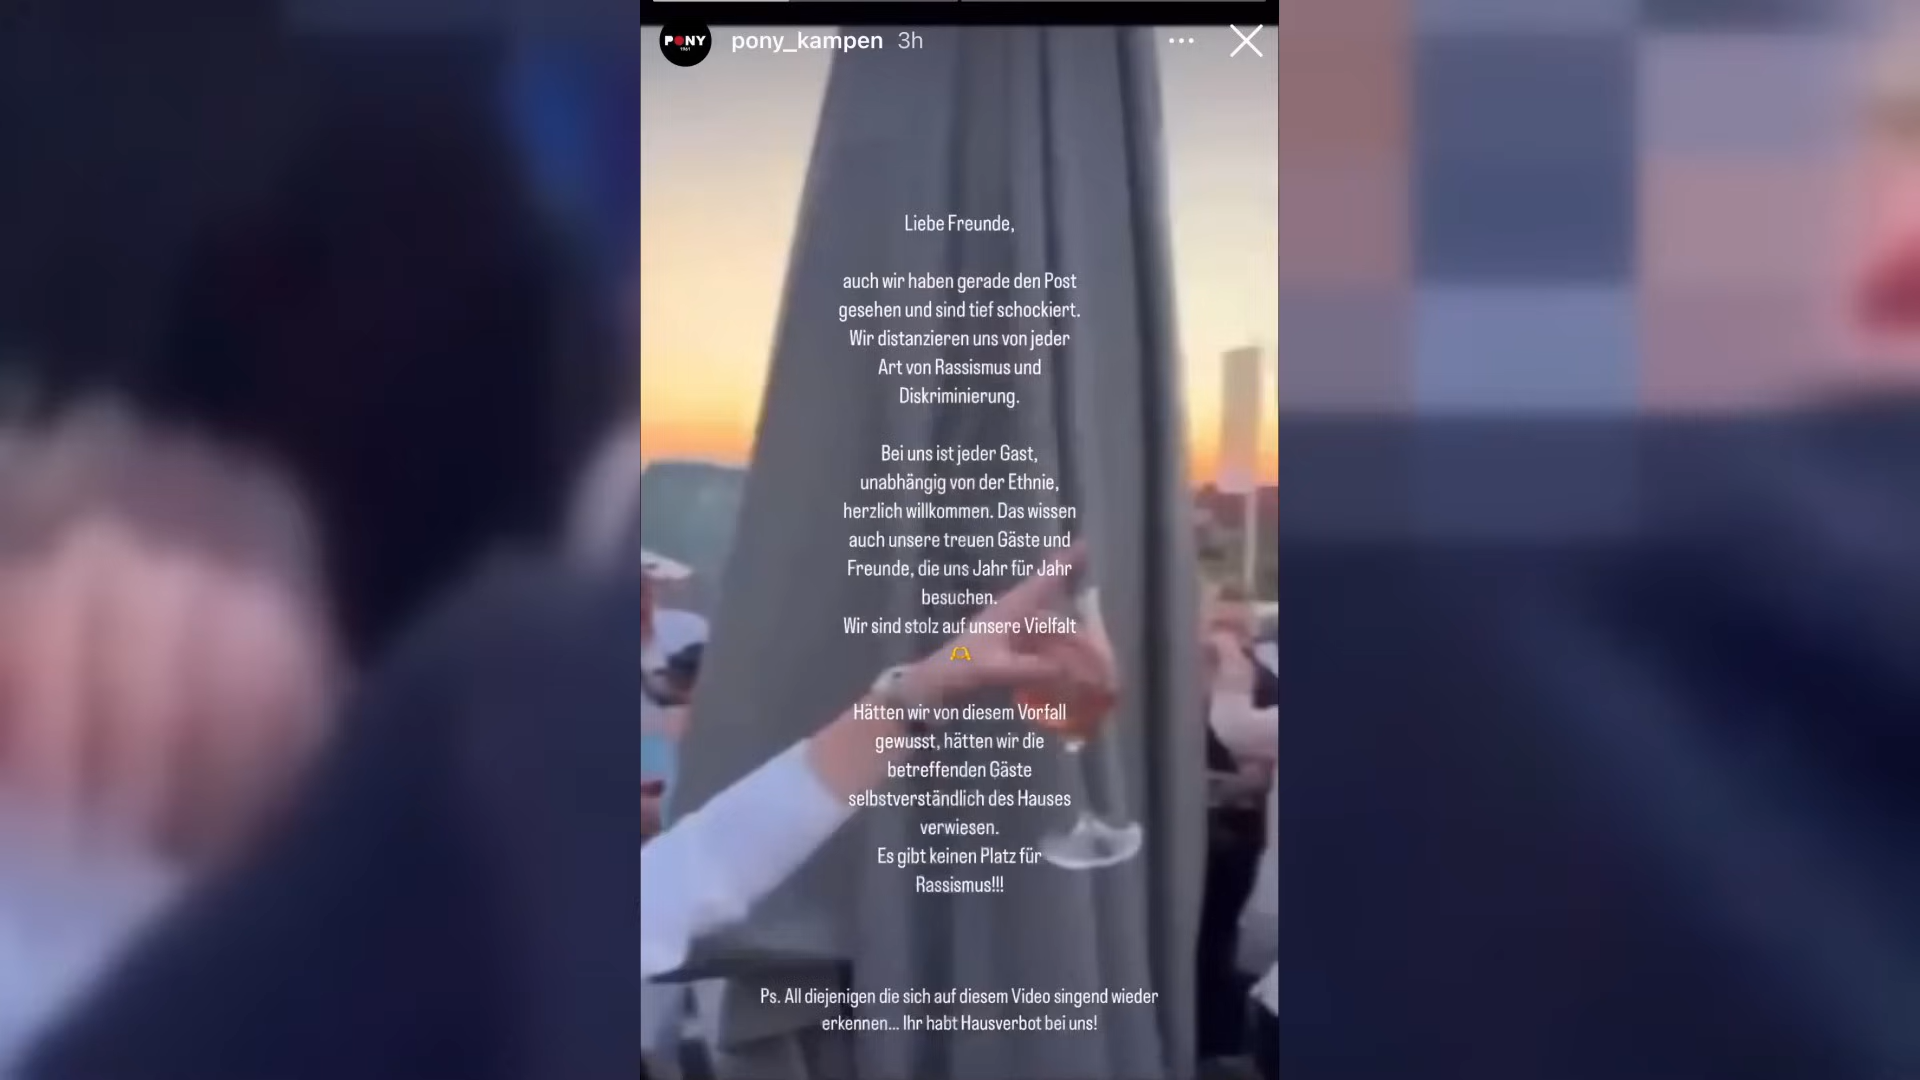 PONY
1961
pony_kampen 3h
Liebe Freunde,
auch wir haben gerade den Post
gesehen und sind tief schockiert.
Wir distanzieren uns von jeder
Art von Rassismus und
Diskriminierung.
Bei uns ist jeder Gast,
unabhängig von der Ethnie,
herzlich willkommen. Das wissen
auch unsere treuen Gäste und
Freunde, die uns Jahr für Jahr
besuchen.
Wir sind stolz auf unsere Vielfalt
🫶
Hätten wir von diesem Vorfall
gewusst, hätten wir die
betreffenden Gäste
selbstverständlich des Hauses
verwiesen.
Es gibt keinen Platz für
Rassismus!!!
Ps. All diejenigen die sich auf diesem Video singend wieder
erkennen... Ihr habt Hausverbot bei uns!